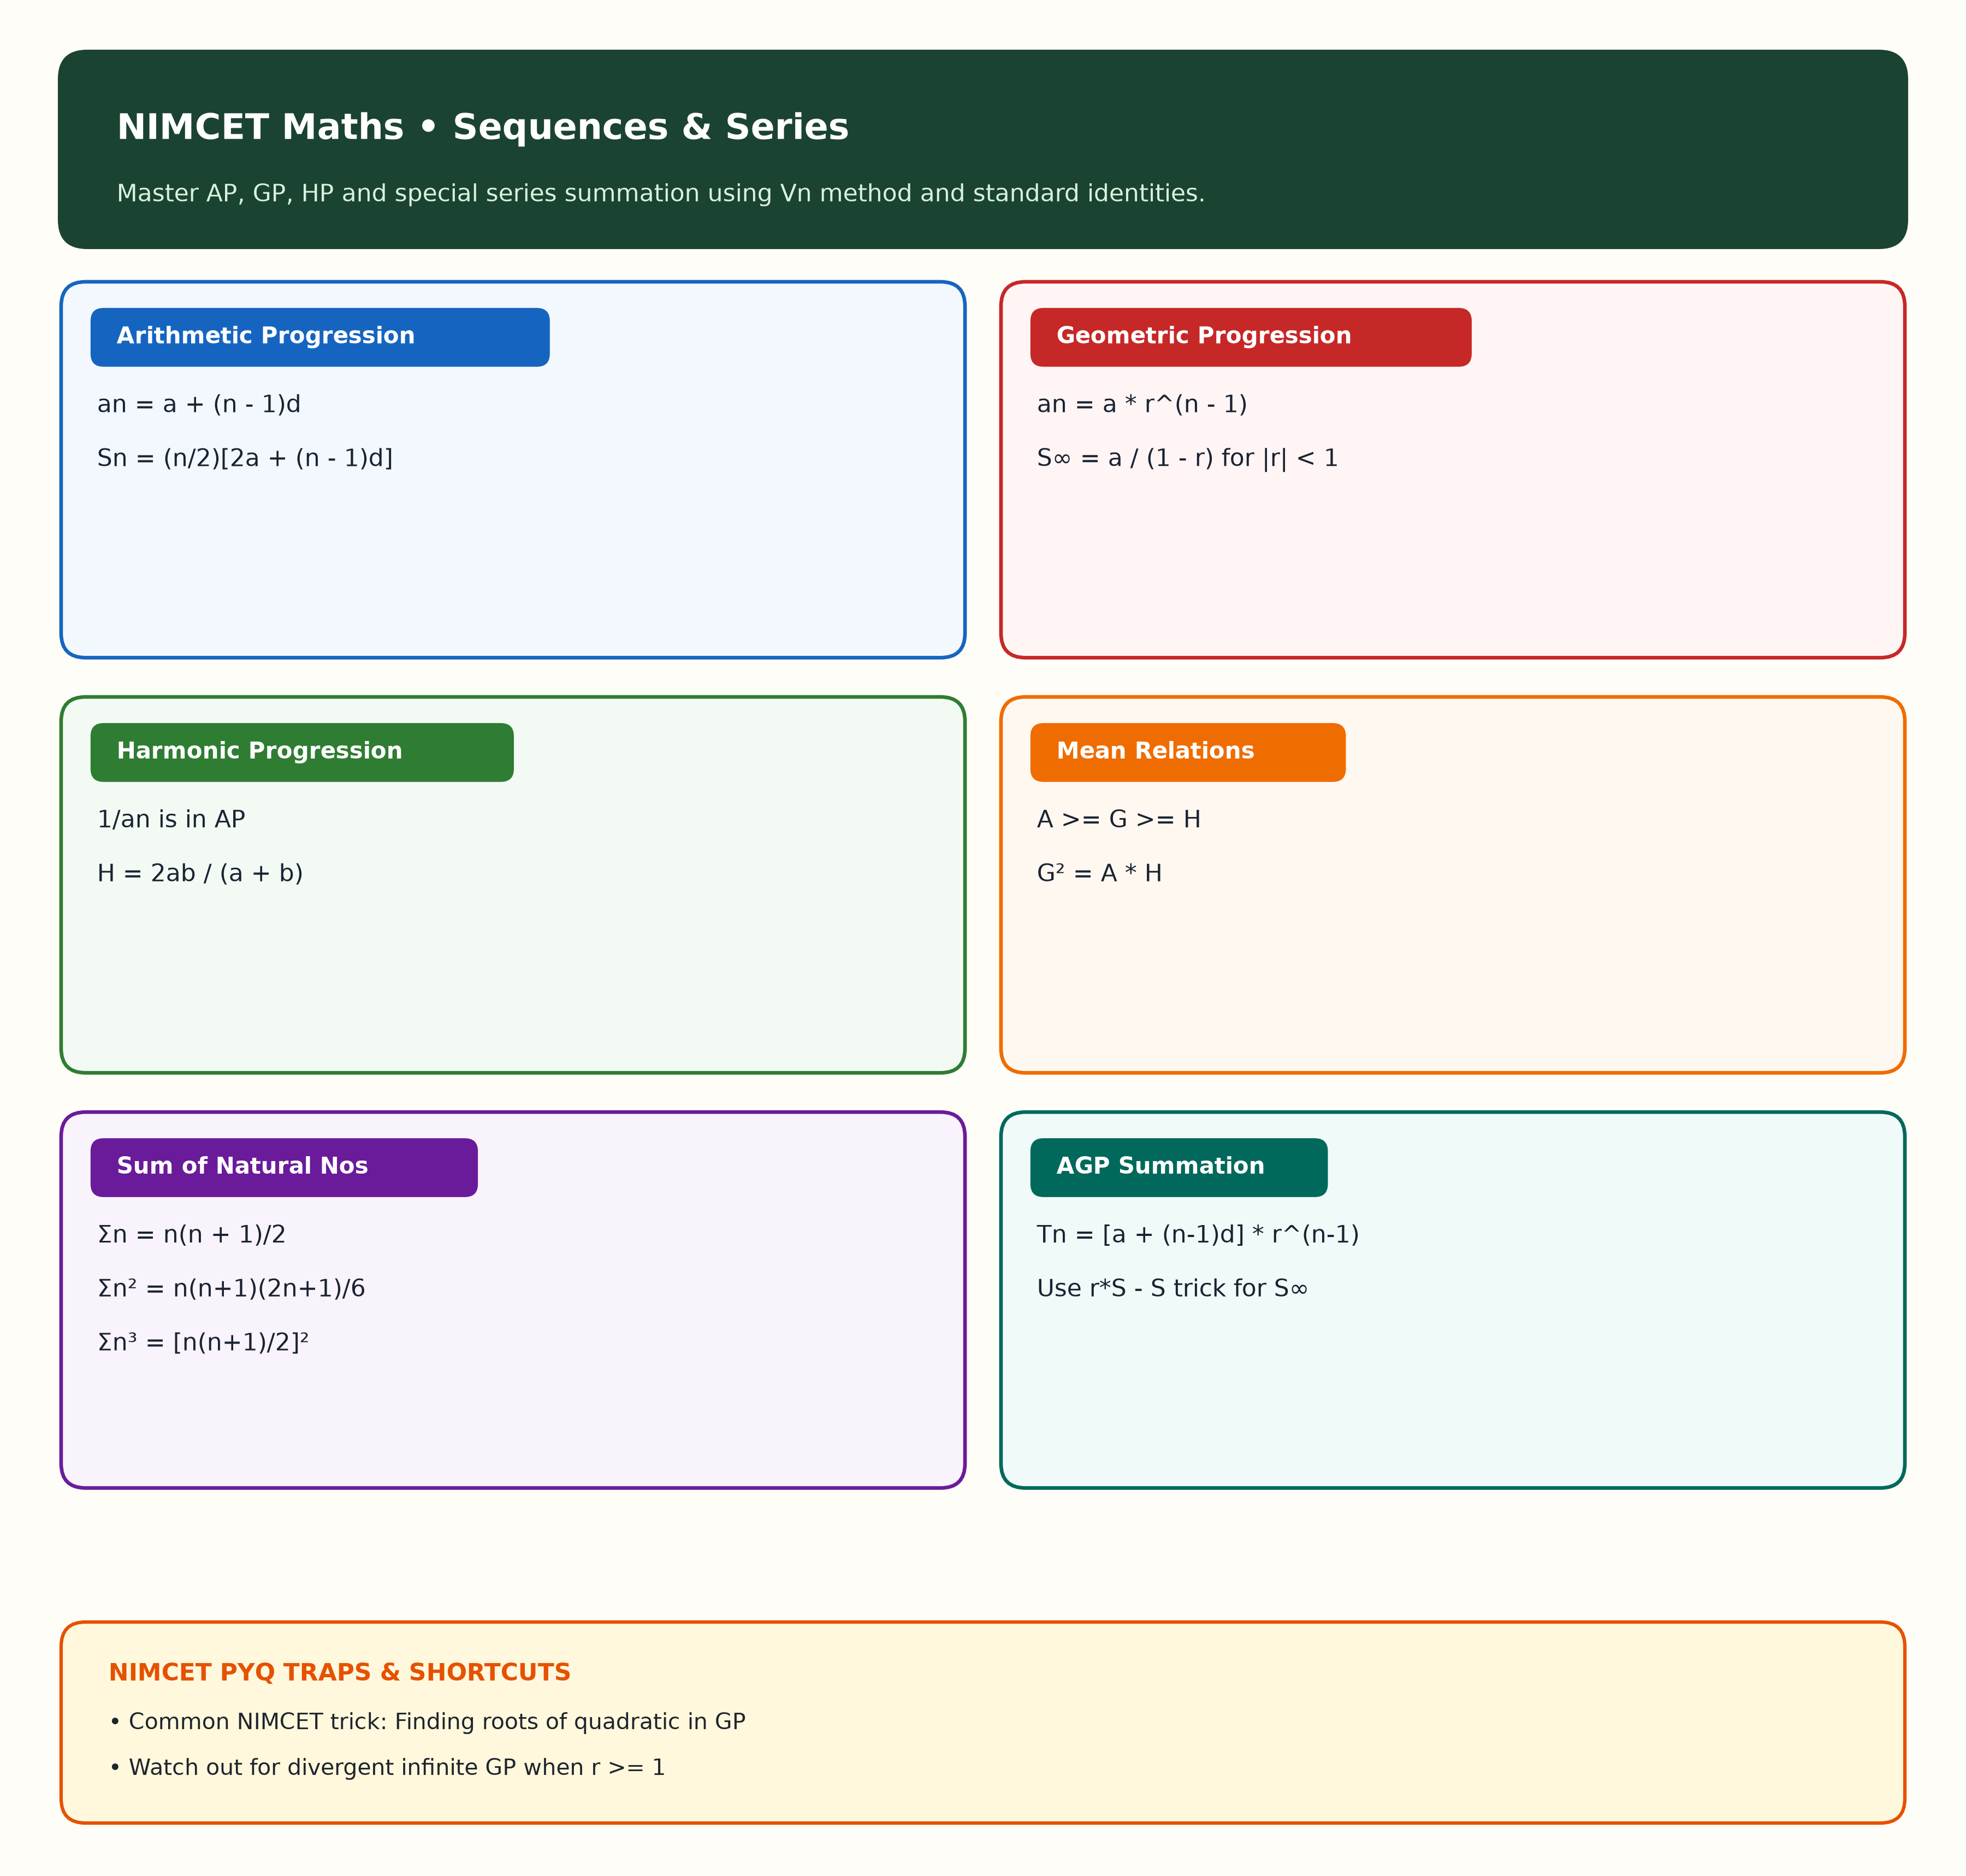 NIMCET Maths • Sequences & Series
Master AP, GP, HP and special series summation using Vn method and standard identities.
Arithmetic Progression
an = a + (n - 1)d
Sn = (n/2)[2a + (n - 1)d]
Geometric Progression
an = a * r^(n - 1)
S∞ = a / (1 - r) for |r| < 1
Harmonic Progression
1/an is in AP
H = 2ab / (a + b)
Mean Relations
A >= G >= H
G² = A * H
Sum of Natural Nos
Σn = n(n + 1)/2
Σn² = n(n+1)(2n+1)/6
Σn³ = [n(n+1)/2]²
AGP Summation
Tn = [a + (n-1)d] * r^(n-1)
Use r*S - S trick for S∞
NIMCET PYQ TRAPS & SHORTCUTS
• Common NIMCET trick: Finding roots of quadratic in GP
• Watch out for divergent infinite GP when r >= 1